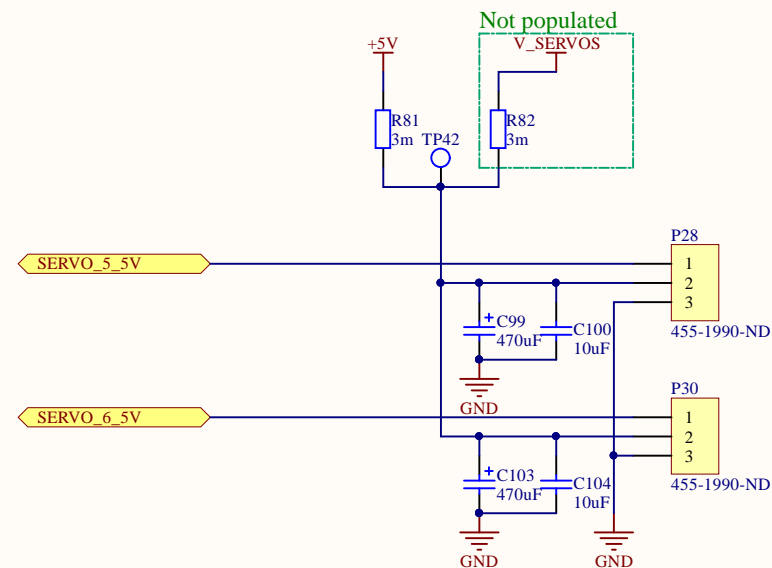 Not populated
+5V
V_SERVOS
R81
3m
TP42
R82
3m
P28
SERVO_5_5V
1
2
3
C99
470uF
C100
10uF
455-1990-ND
GND
P30
SERVO_6_5V
1
2
3
C103
470uF
C104
10uF
455-1990-ND
GND
GND